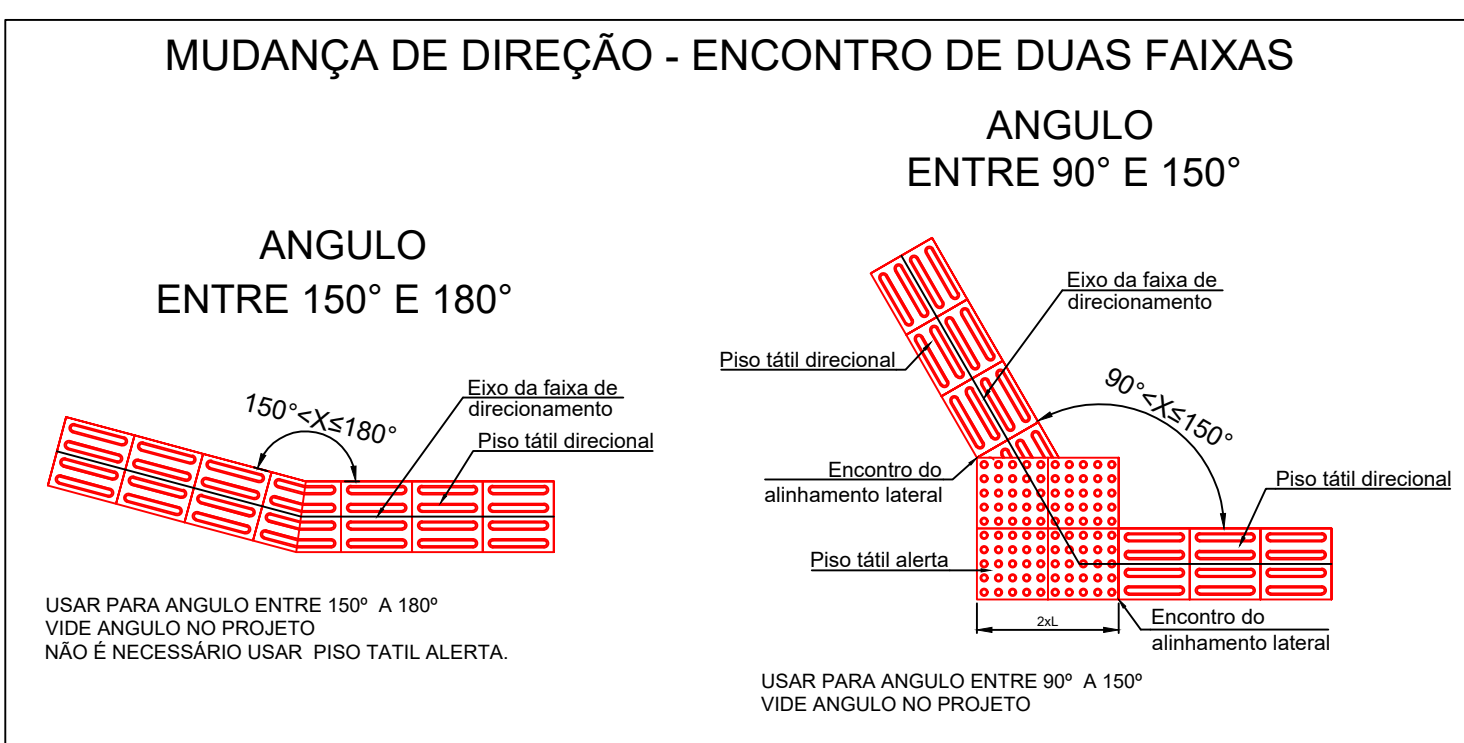 MUDANÇA DE DIREÇÃO - ENCONTRO DE DUAS FAIXAS
ANGULO
ENTRE 150° E 180°
150°<X≤180°
Eixo da faixa de
direcionamento
Piso tátil direcional
USAR PARA ANGULO ENTRE 150º A 180º
VIDE ANGULO NO PROJETO
NÃO É NECESSÁRIO USAR PISO TATIL ALERTA.
ANGULO
ENTRE 90° E 150°
Eixo da faixa de
direcionamento
Piso tátil direcional
90°<X≤150°
Encontro do
alinhamento lateral
Piso tátil direcional
Piso tátil alerta
2xL
Encontro do
alinhamento lateral
USAR PARA ANGULO ENTRE 90º A 150º
VIDE ANGULO NO PROJETO